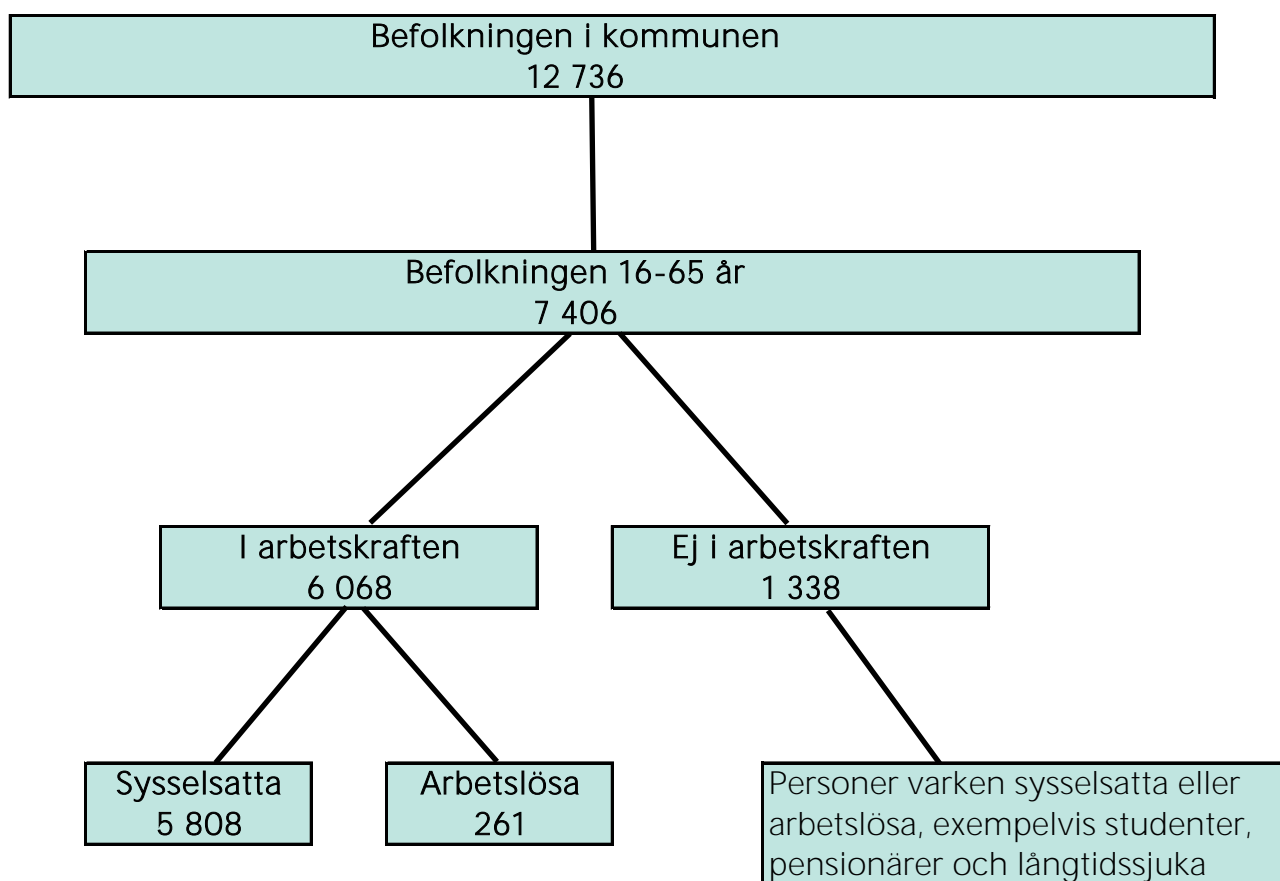 Befolkningen i kommunen
12 736
Befolkningen 16-65 år
7 406
I arbetskraften
6 068
Ej i arbetskraften
1 338
Sysselsatta
5 808
Arbetslösa
261
Personer varken sysselsatta eller
arbetslösa, exempelvis studenter,
pensionärer och långtidssjuka